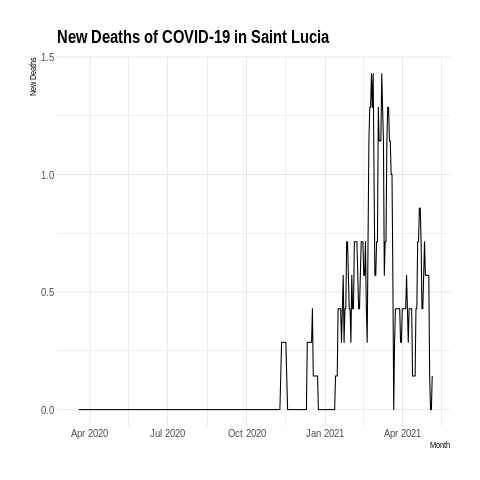 New Deaths of COVID-19 in Saint Lucia
New Deaths
1.5
1.0
0.5
0.0
Apr 2020 Jul 2020 Oct 2020 Jan 2021 Apr 2021
Month